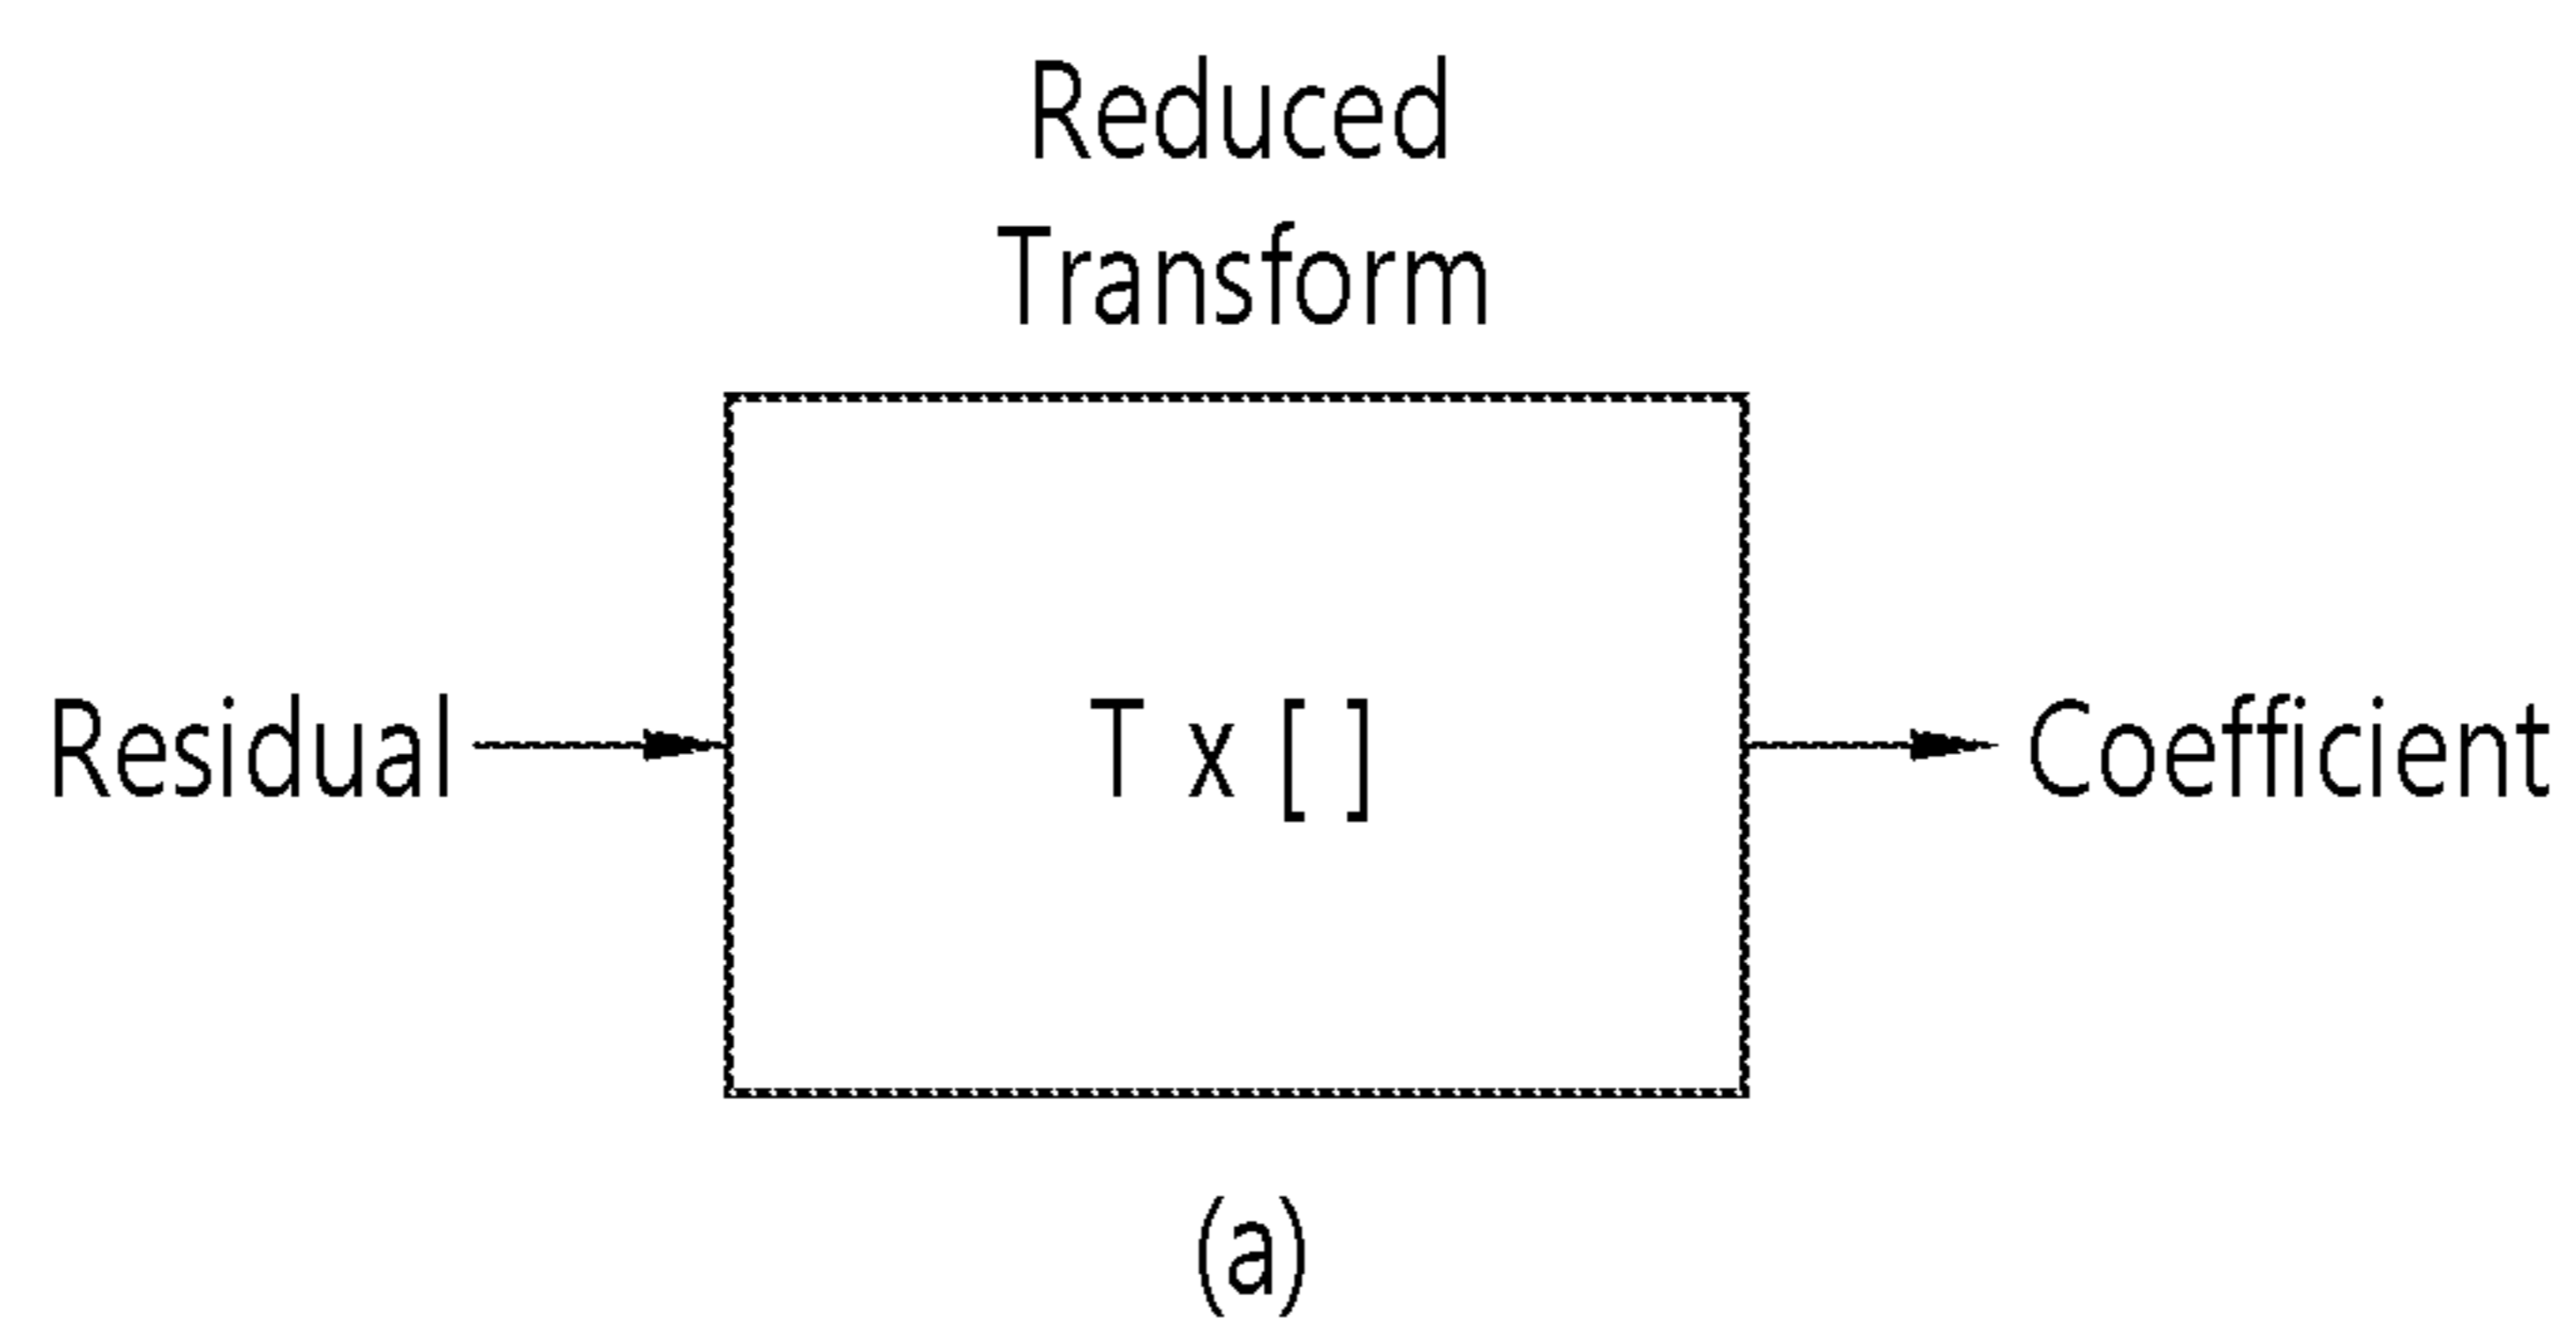 Reduced
Transform
Residual
T x [ ]
Coefficient
(a)